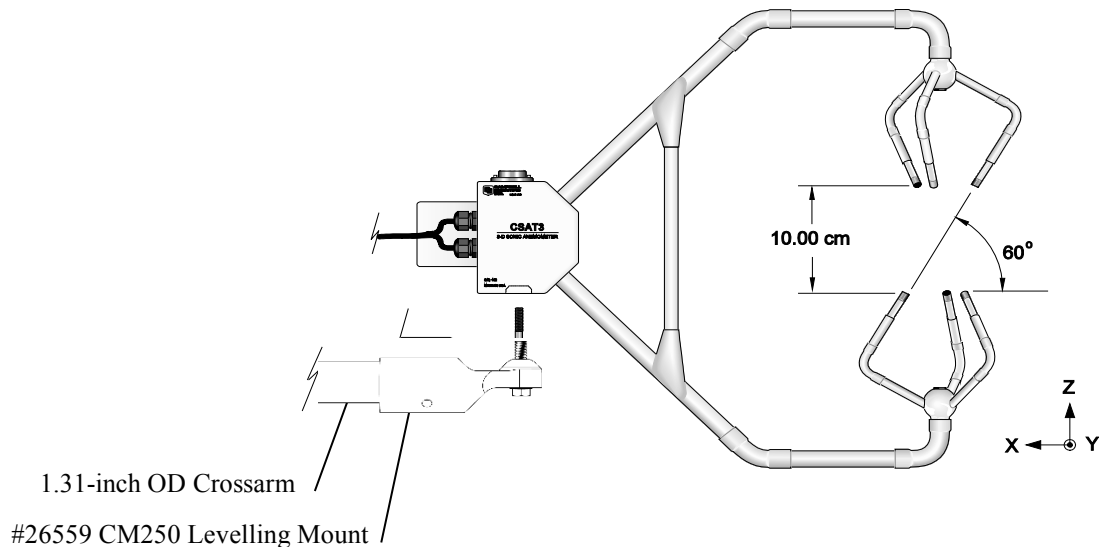 CSAT3
3-D SONIC ANEMOMETER
10.00 cm
60°
Z
X
Y
1.31-inch OD Crossarm
#26559 CM250 Levelling Mount